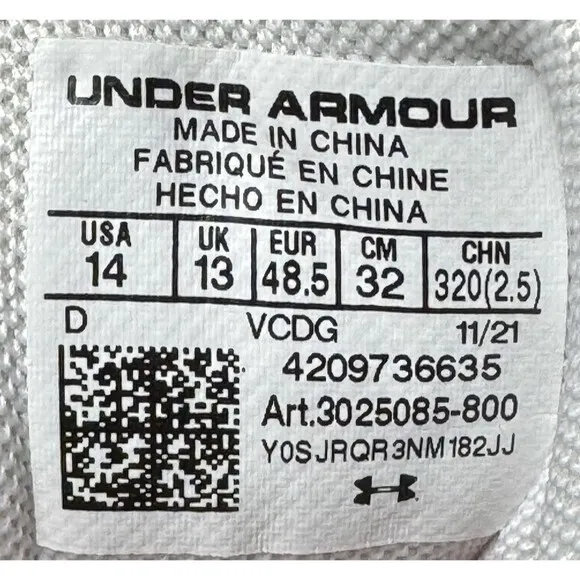 UNDER ARMOUR
MADE IN CHINA
FABRIQUÉ EN CHINE
HECHO EN CHINA
USA UK EUR CM CHN
14 13 48.5 32 320(2.5)
D VCDG 11/21
4209736635
Art.3025085-800
Y0SJRQR3NM182JJ